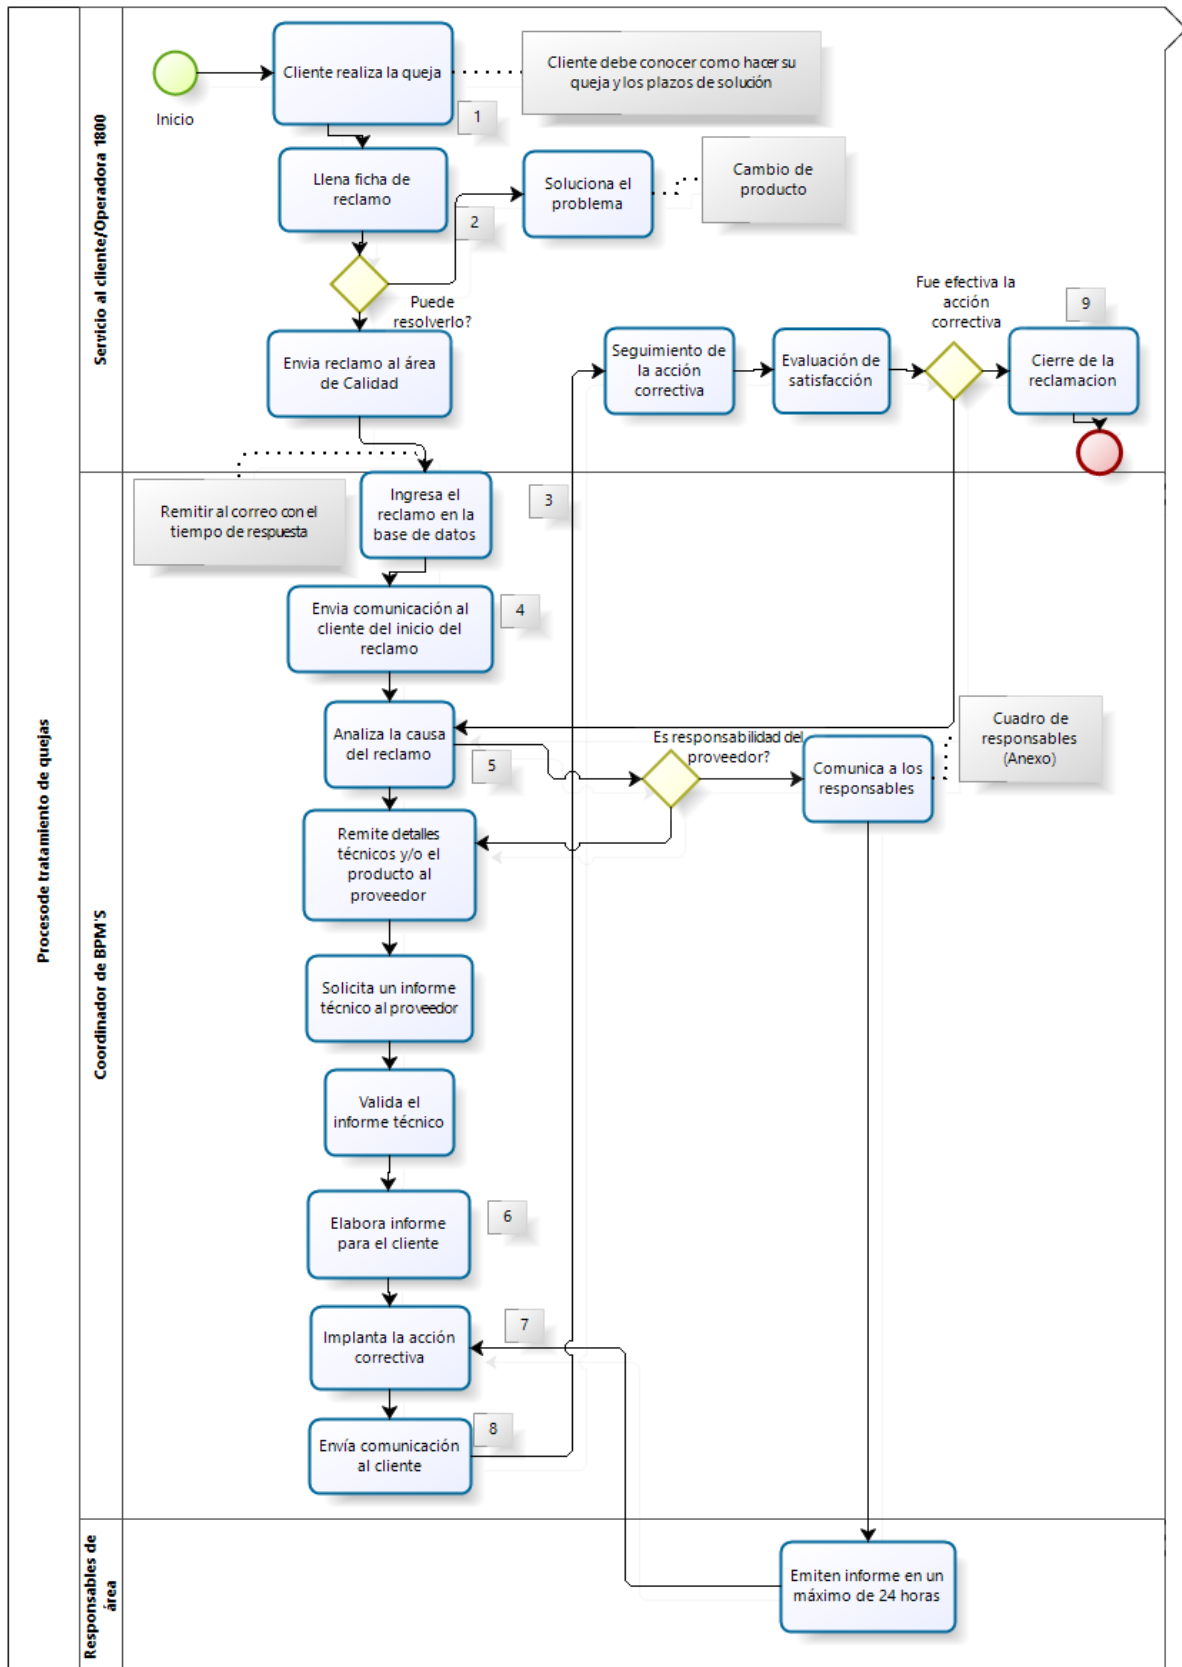 Proceso de tratamiento de quejas
Servicio al cliente/Operadora 1800
Inicio
Cliente realiza la queja
1
Cliente debe conocer como hacer su
queja y los plazos de solución
Llena ficha de
reclamo
2
Soluciona el
problema
Cambio de
producto
Puede
resolverlo?
Envia reclamo al área
de Calidad
Seguimiento de
la acción
correctiva
Evaluación de
satisfacción
Fue efectiva la
acción
correctiva
9
Cierre de la
reclamacion
Coordinador de BPM'S
Remitir al correo con el
tiempo de respuesta
Ingresa el
reclamo en la
base de datos
3
Envia comunicación al
cliente del inicio del
reclamo
4
Analiza la causa
del reclamo
5
Es responsabilidad del
proveedor?
Comunica a los
responsables
Cuadro de
responsables
(Anexo)
Remite detalles
técnicos y/o el
producto al
proveedor
Solicita un informe
técnico al proveedor
Valida el
informe técnico
Elabora informe
para el cliente
6
Implanta la acción
correctiva
7
Envía comunicación
al cliente
8
Responsables de
área
Emiten informe en un
máximo de 24 horas